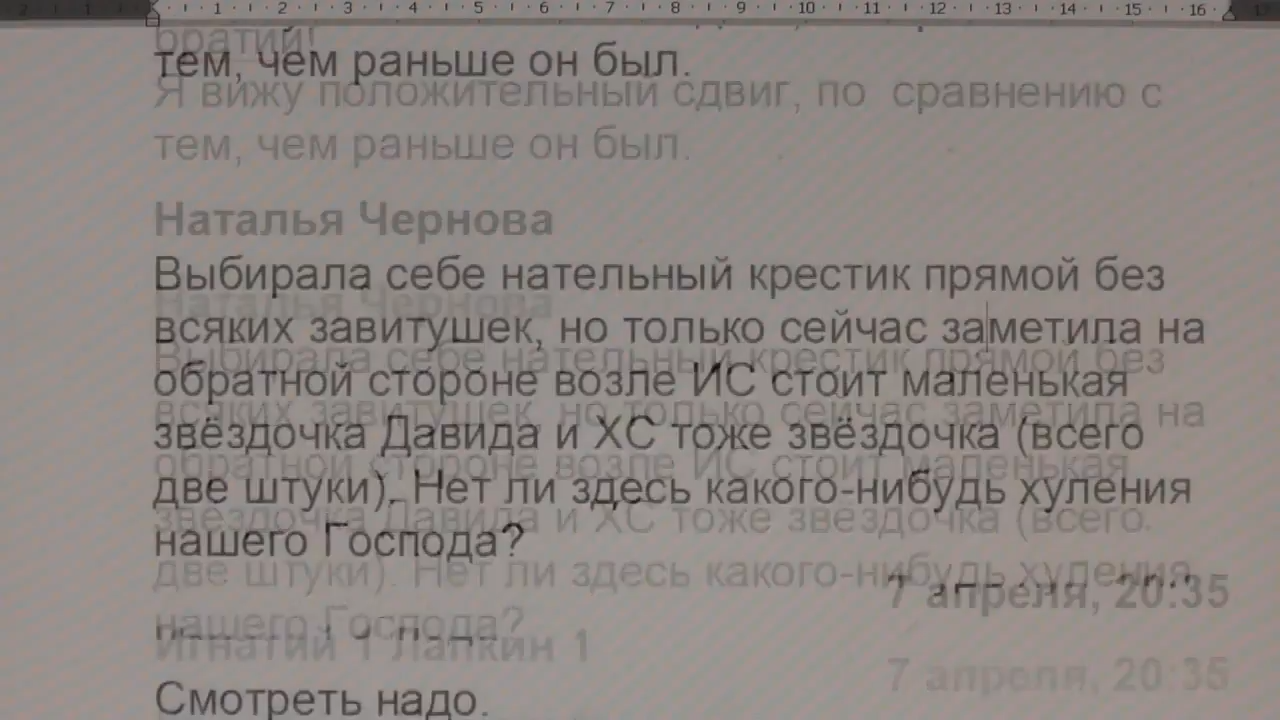 братий!
тем, чем раньше он был.
Я вижу положительный сдвиг, по сравнению с
тем, чем раньше он был.
Наталья Чернова
Выбирала себе нательный крестик прямой без
всяких завитушек, но только сейчас заметила на
обратной стороне возле ИС стоит маленькая
звёздочка Давида и ХС тоже звёздочка (всего
две штуки). Нет ли здесь какого-нибудь хуления
нашего Господа?
7 апреля, 20:35
Игнатий 1 Лапкин 1
7 апреля, 20:35
Смотреть надо.